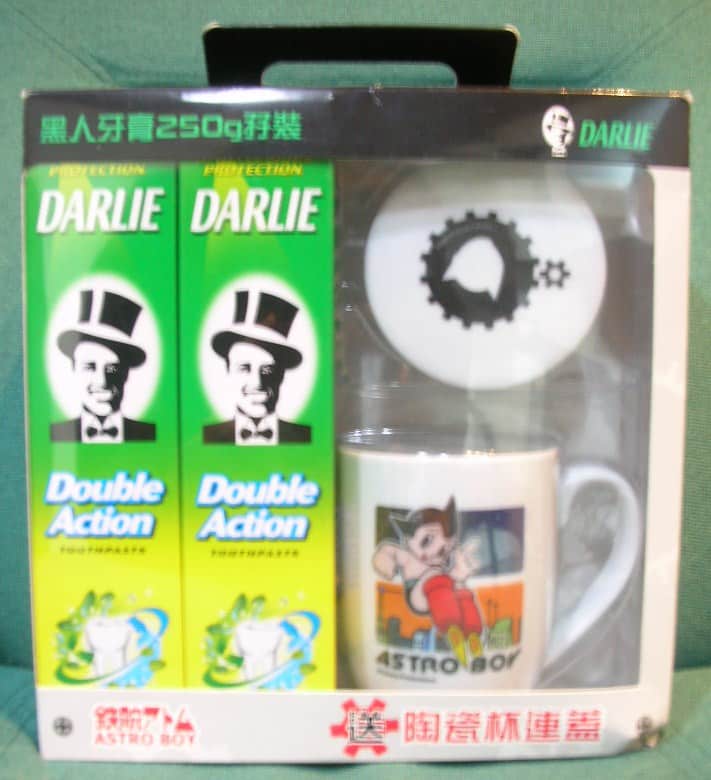 黑人牙膏250g孖裝
DARLIE
PROTECTION
DARLIE
Double
Action
TOOTHPASTE
PROTECTION
DARLIE
Double
Action
TOOTHPASTE
ASTRO BOY
鉄腕アトム
ASTRO BOY
送 陶瓷杯連蓋